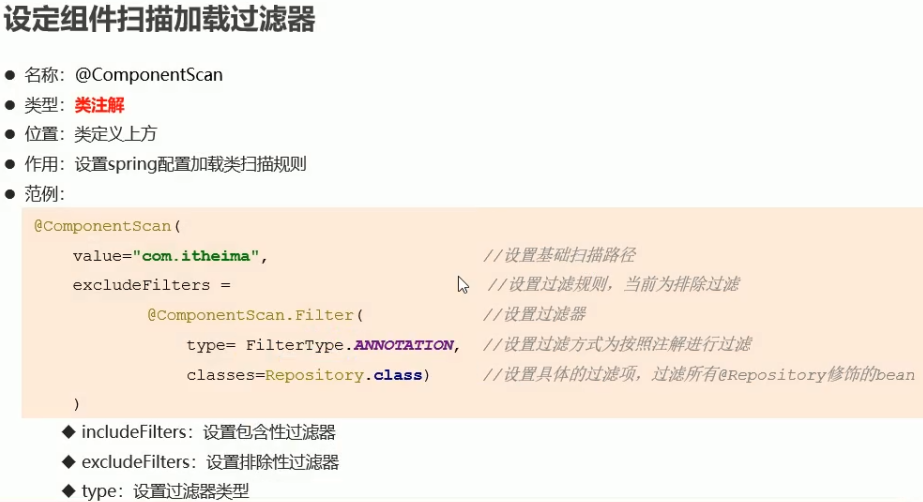 设定组件扫描加载过滤器
● 名称：@ComponentScan
● 类型：类注解
● 位置：类定义上方
● 作用：设置spring配置加载类扫描规则
● 范例：
@ComponentScan(
value="com.itheima", //设置基础扫描路径
excludeFilters = //设置过滤规则，当前为排除过滤
@ComponentScan.Filter( //设置过滤器
type= FilterType.ANNOTATION, //设置过滤方式为按照注解进行过滤
classes=Repository.class) //设置具体的过滤项，过滤所有@Repository修饰的bean
)
◆ includeFilters：设置包含性过滤器
◆ excludeFilters：设置排除性过滤器
◆ type：设置过滤器类型